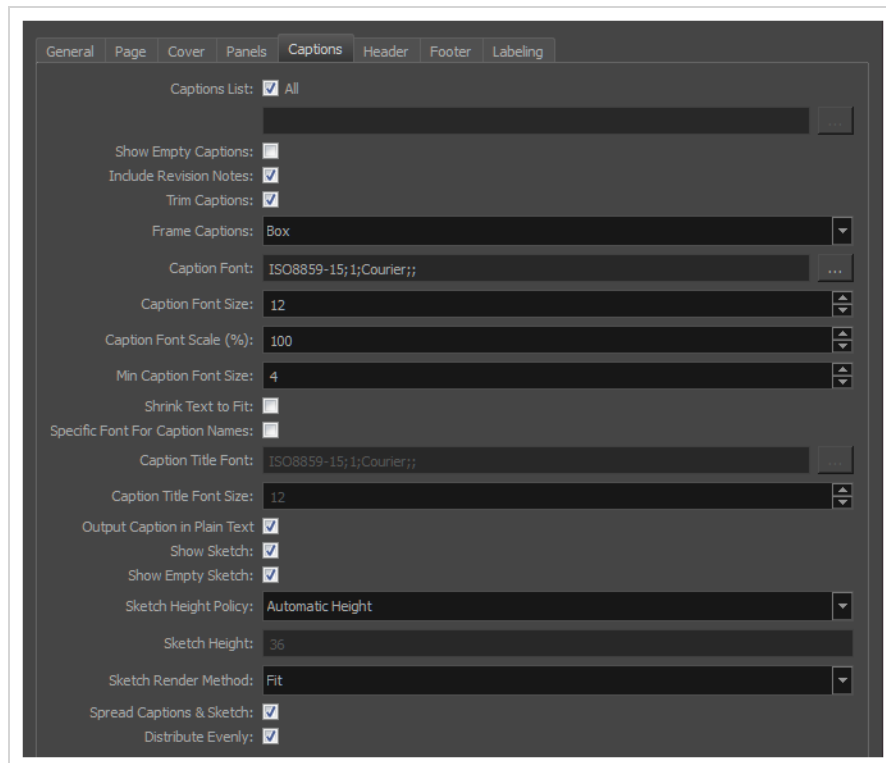 General Page Cover Panels Captions Header Footer Labeling
Captions List: All
...
Show Empty Captions:
Include Revision Notes:
Trim Captions:
Frame Captions: Box
Caption Font: ISO8859-15;1;Courier;; ...
Caption Font Size: 12
Caption Font Scale (%): 100
Min Caption Font Size: 4
Shrink Text to Fit:
Specific Font For Caption Names:
Caption Title Font: ISO8859-15;1;Courier;; ...
Caption Title Font Size: 12
Output Caption in Plain Text
Show Sketch:
Show Empty Sketch:
Sketch Height Policy: Automatic Height
Sketch Height: 36
Sketch Render Method: Fit
Spread Captions & Sketch:
Distribute Evenly: